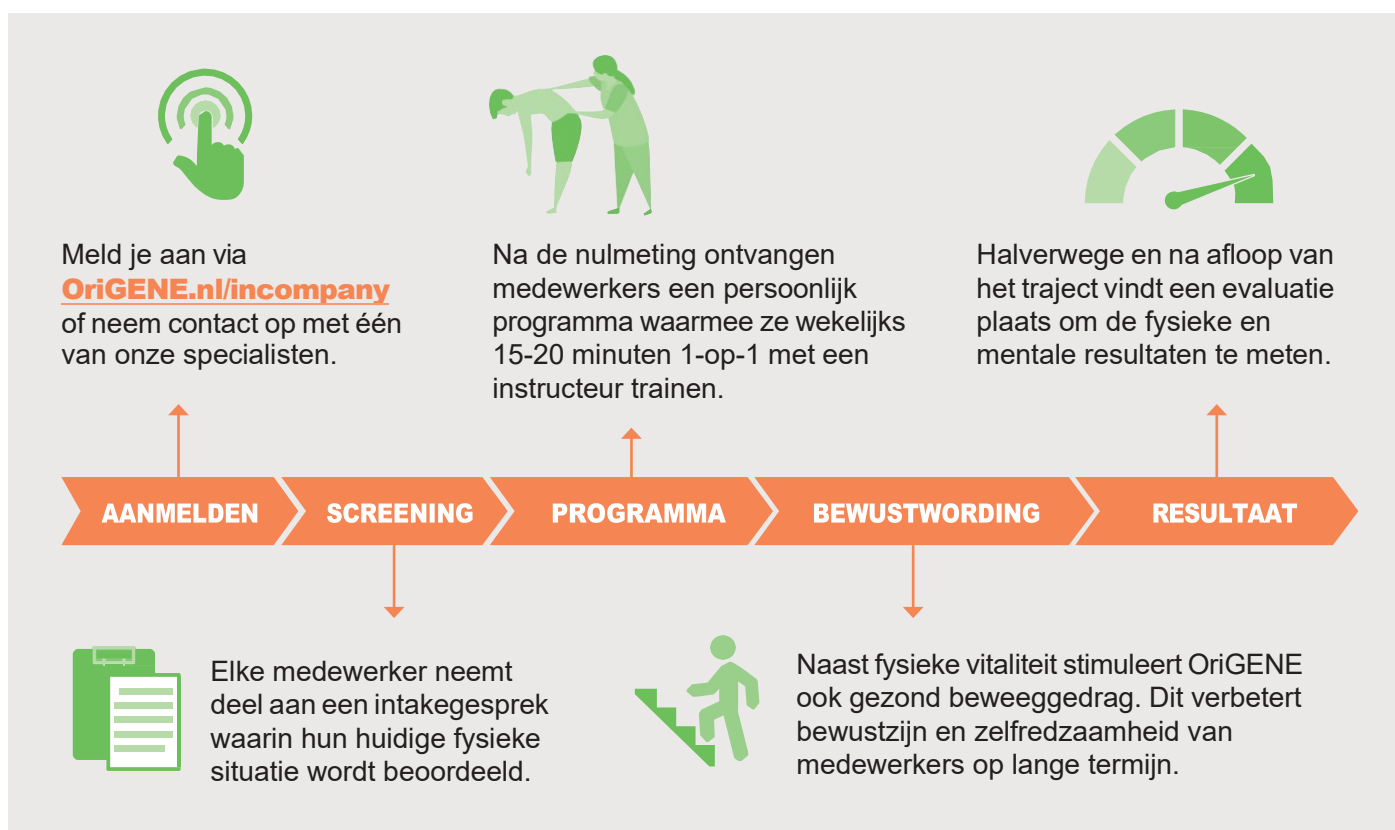 Meld je aan via
OriGENE.nl/incompany
of neem contact op met één
van onze specialisten.
Na de nulmeting ontvangen
medewerkers een persoonlijk
programma waarmee ze wekelijks
15-20 minuten 1-op-1 met een
instructeur trainen.
Halverwege en na afloop van
het traject vindt een evaluatie
plaats om de fysieke en
mentale resultaten te meten.
AANMELDEN
SCREENING
PROGRAMMA
BEWUSTWORDING
RESULTAAT
Elke medewerker neemt
deel aan een intakegesprek
waarin hun huidige fysieke
situatie wordt beoordeeld.
Naast fysieke vitaliteit stimuleert OriGENE
ook gezond beweeggedrag. Dit verbetert
bewustzijn en zelfredzaamheid van
medewerkers op lange termijn.